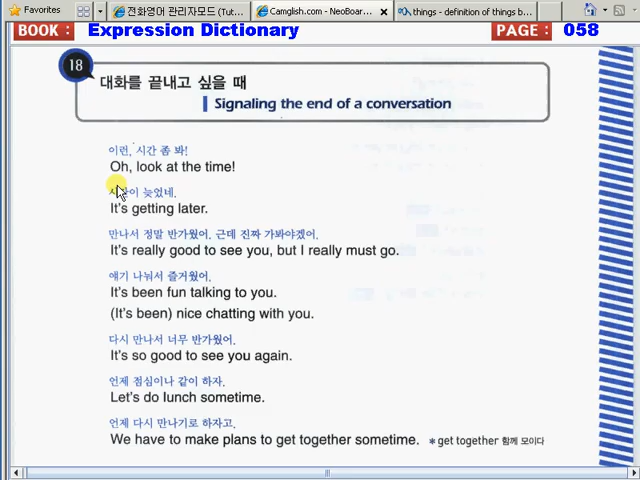 Favorites
전화영어 관리자모드 (Tut...
Camglish.com - NeoBoar...
things - definition of things b...
BOOK : Expression Dictionary PAGE : 058
18
대화를 끝내고 싶을 때
Signaling the end of a conversation
이런, 시간 좀 봐!
Oh, look at the time!
이 늦었네.
It's getting later.
만나서 정말 반가웠어, 근데 진짜 가봐야겠어.
It's really good to see you, but I really must go.
얘기 나눠서 즐거웠어.
It's been fun talking to you.
(It's been) nice chatting with you.
다시 만나서 너무 반가웠어.
It's so good to see you again.
언제 점심이나 같이 하자.
Let's do lunch sometime.
언제 다시 만나기로 하자고.
We have to make plans to get together sometime. *get together 함께 모이다